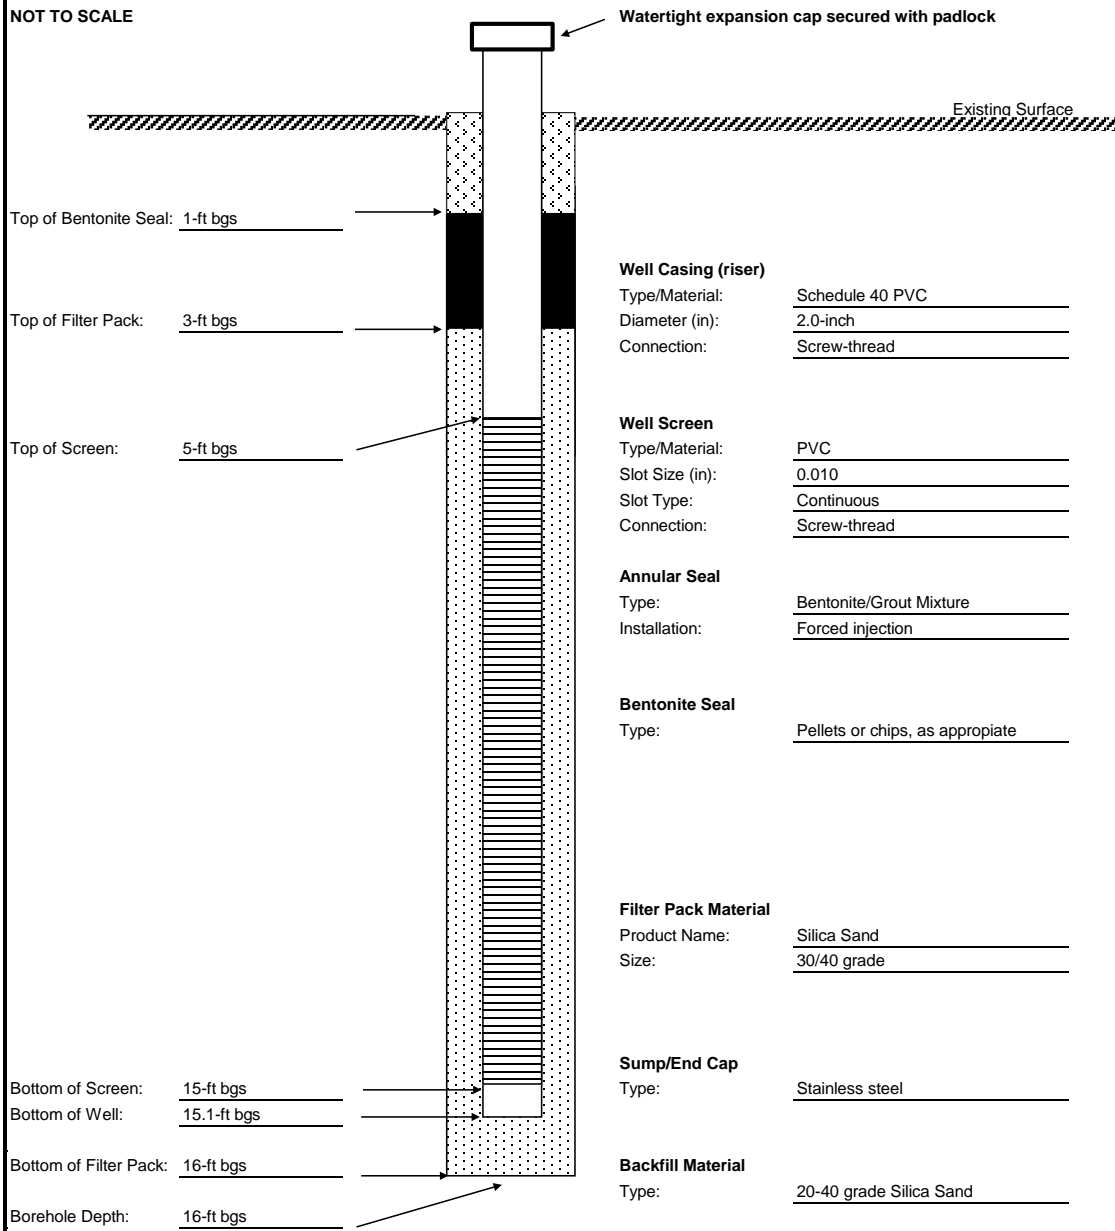 NOT TO SCALE
Watertight expansion cap secured with padlock
Existing Surface
Top of Bentonite Seal: 1-ft bgs
Well Casing (riser)
Type/Material: Schedule 40 PVC
Top of Filter Pack: 3-ft bgs
Diameter (in): 2.0-inch
Connection: Screw-thread
Well Screen
Top of Screen: 5-ft bgs
Type/Material: PVC
Slot Size (in): 0.010
Slot Type: Continuous
Connection: Screw-thread
Annular Seal
Type: Bentonite/Grout Mixture
Installation: Forced injection
Bentonite Seal
Type: Pellets or chips, as appropiate
Filter Pack Material
Product Name: Silica Sand
Size: 30/40 grade
Sump/End Cap
Bottom of Screen: 15-ft bgs
Type: Stainless steel
Bottom of Well: 15.1-ft bgs
Bottom of Filter Pack: 16-ft bgs
Backfill Material
Type: 20-40 grade Silica Sand
Borehole Depth: 16-ft bgs